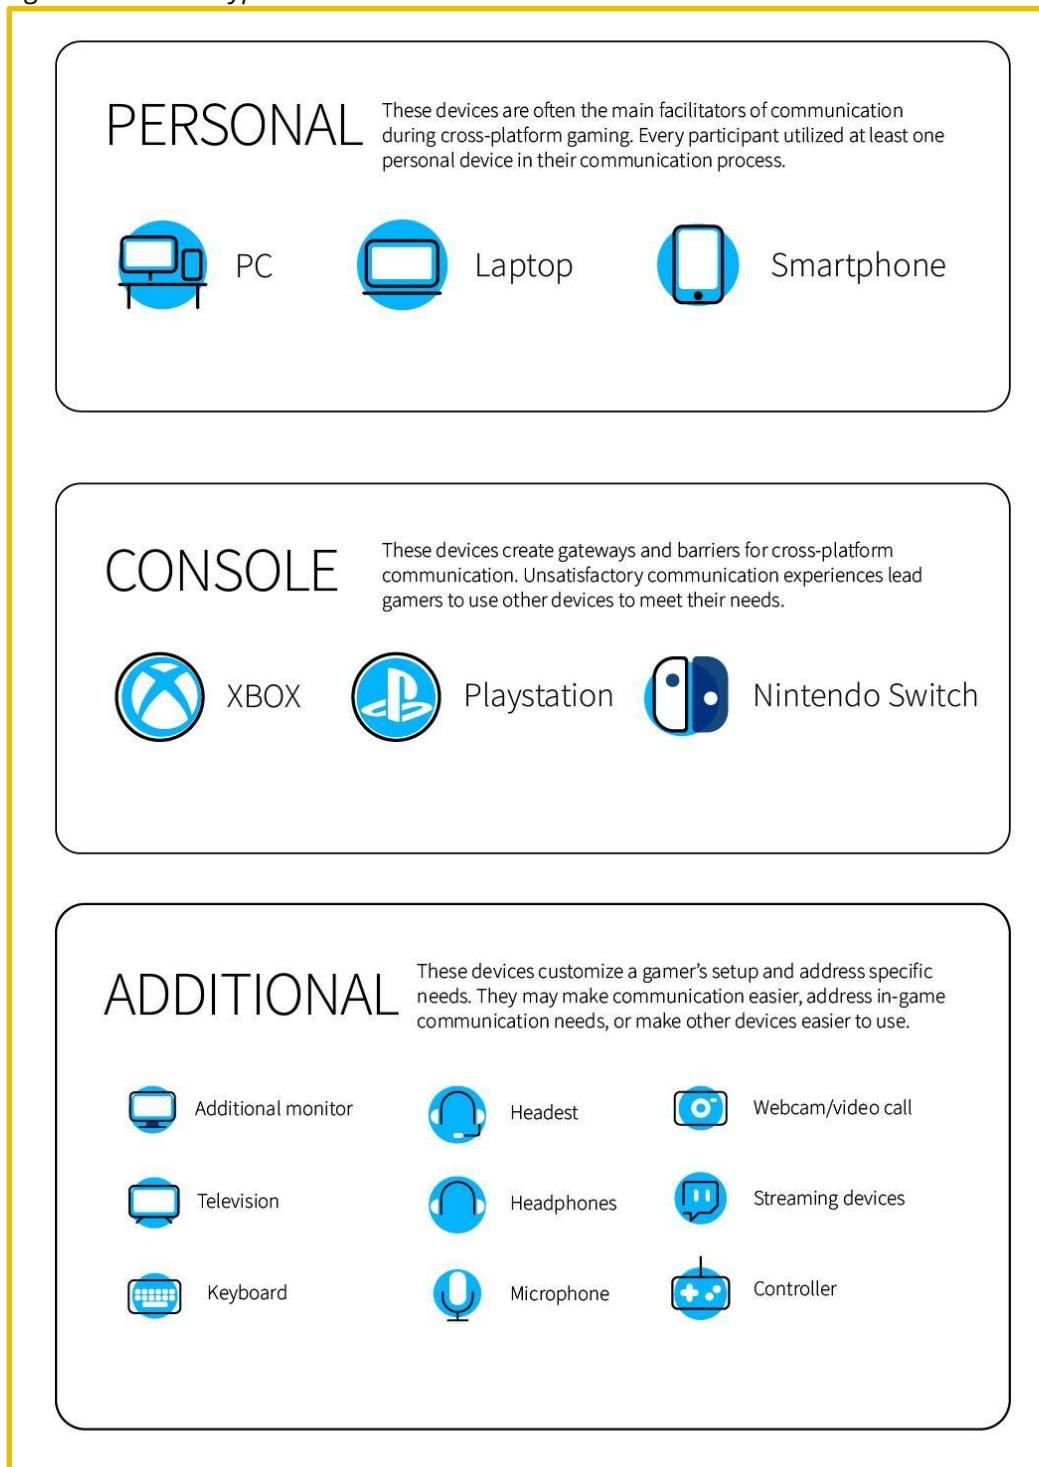 PERSONAL
These devices are often the main facilitators of communication
during cross-platform gaming. Every participant utilized at least one
personal device in their communication process.
PC
Laptop
Smartphone
CONSOLE
These devices create gateways and barriers for cross-platform
communication. Unsatisfactory communication experiences lead
gamers to use other devices to meet their needs.
XBOX
Playstation
Nintendo Switch
ADDITIONAL
These devices customize a gamer’s setup and address specific
needs. They may make communication easier, address in-game
communication needs, or make other devices easier to use.
Additional monitor
Headest
Webcam/video call
Television
Headphones
Streaming devices
Keyboard
Microphone
Controller